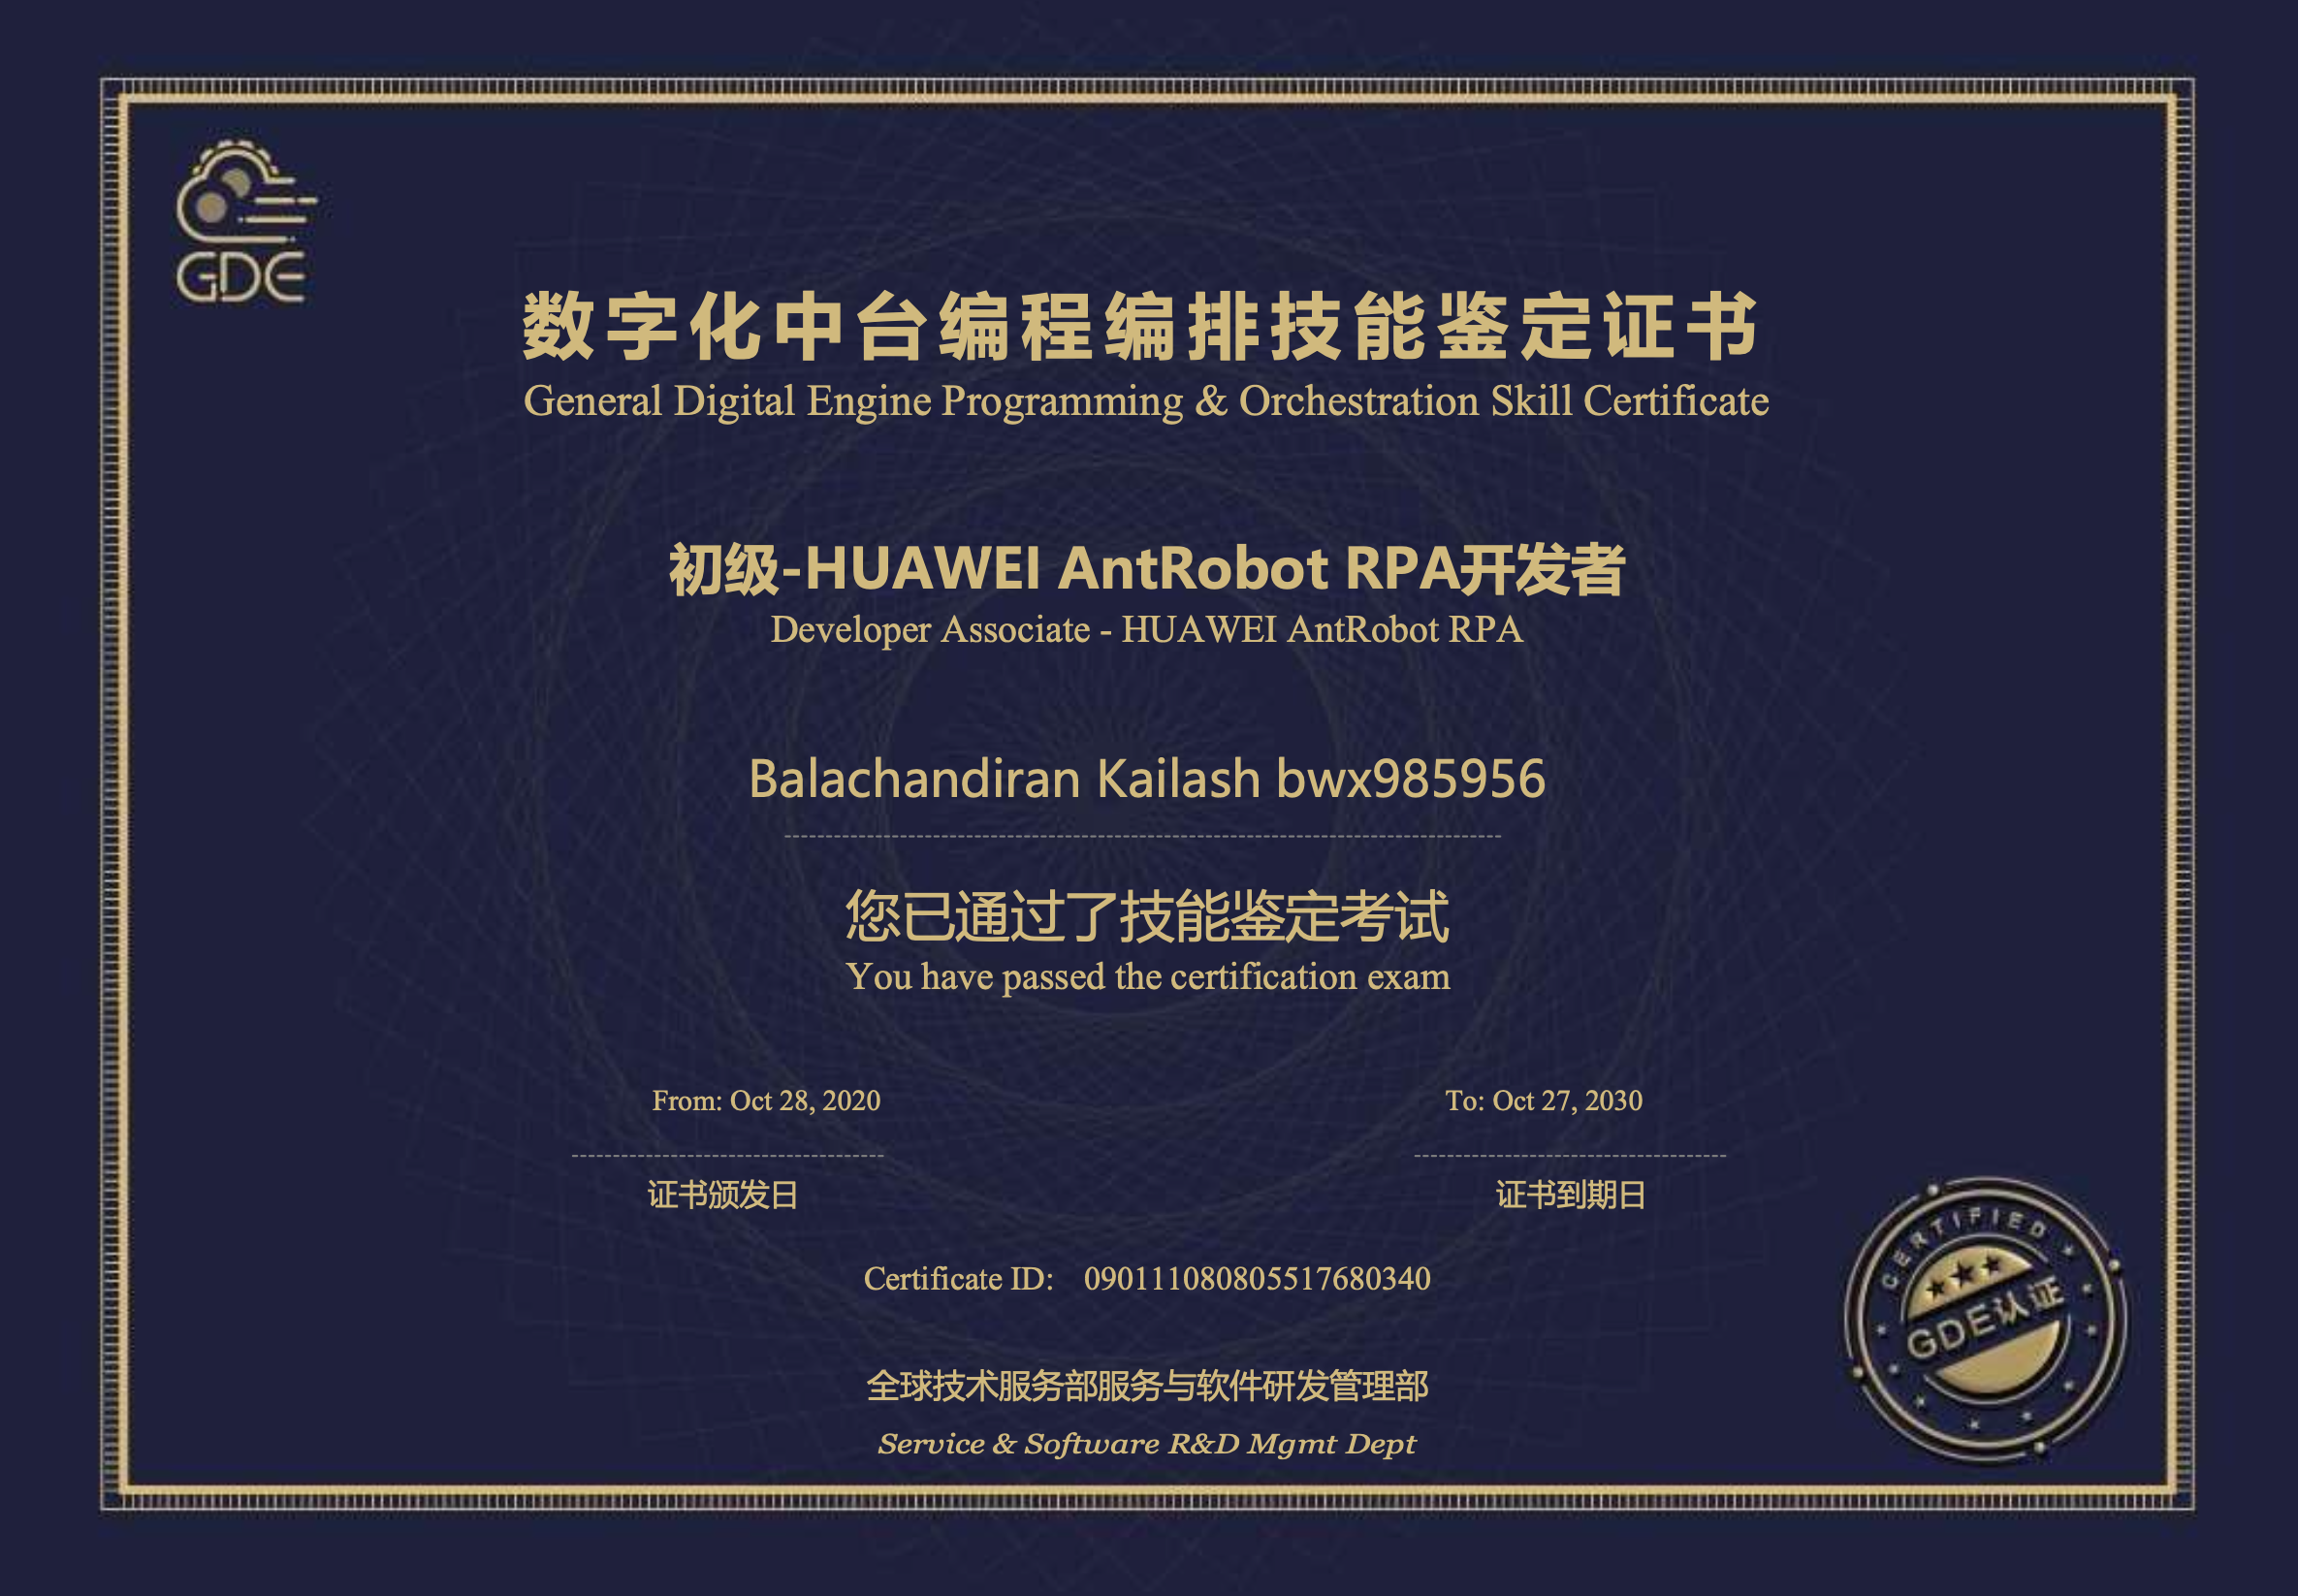 GDE
数字化中台编程编排技能鉴定证书
General Digital Engine Programming & Orchestration Skill Certificate
初级-HUAWEI AntRobot RPA开发者
Developer Associate - HUAWEI AntRobot RPA
Balachandiran Kailash bwx985956
您已通过了技能鉴定考试
You have passed the certification exam
From: Oct 28, 2020
To: Oct 27, 2030
证书颁发日
证书到期日
Certificate ID: 090111080805517680340
CERTIFIED
GDE认证
全球技术服务部服务与软件研发管理部
Service & Software R&D Mgmt Dept